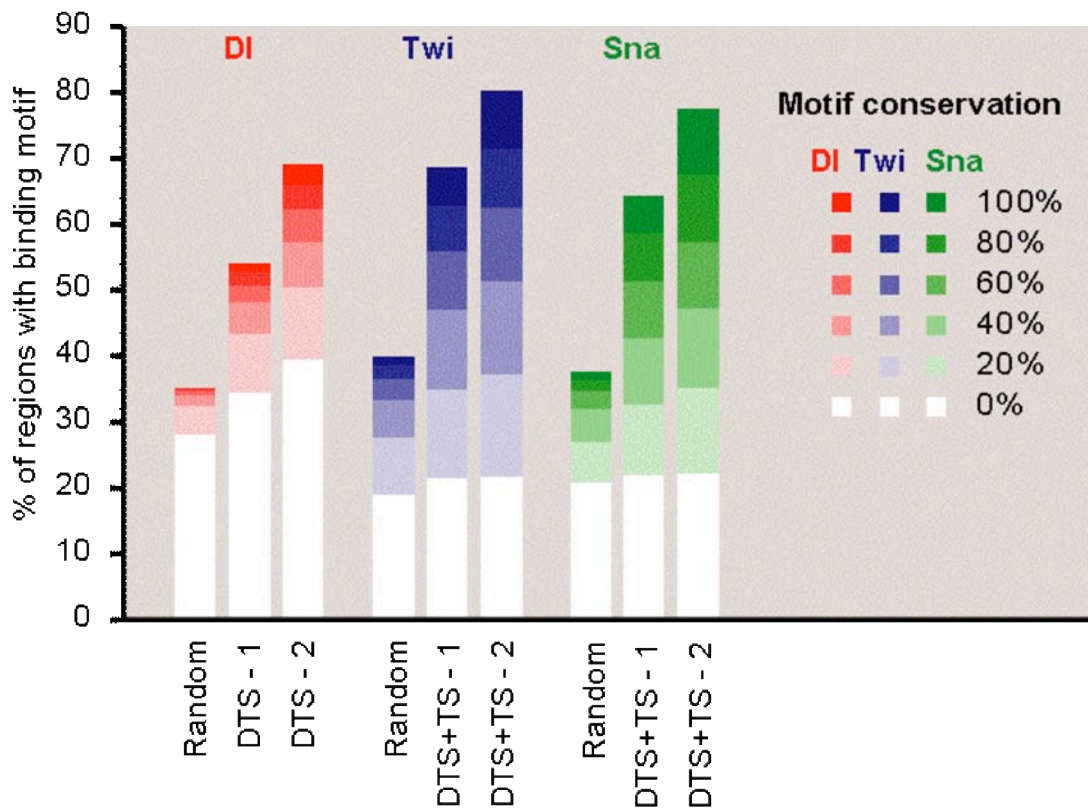 90
80
70
60
50
40
30
20
10
0
% of regions with binding motif
Dl Twi Sna
Motif conservation
Dl Twi Sna
100%
80%
60%
40%
20%
0%
Random
DTS - 1
DTS - 2
Random
DTS+TS - 1
DTS+TS - 2
Random
DTS+TS - 1
DTS+TS - 2